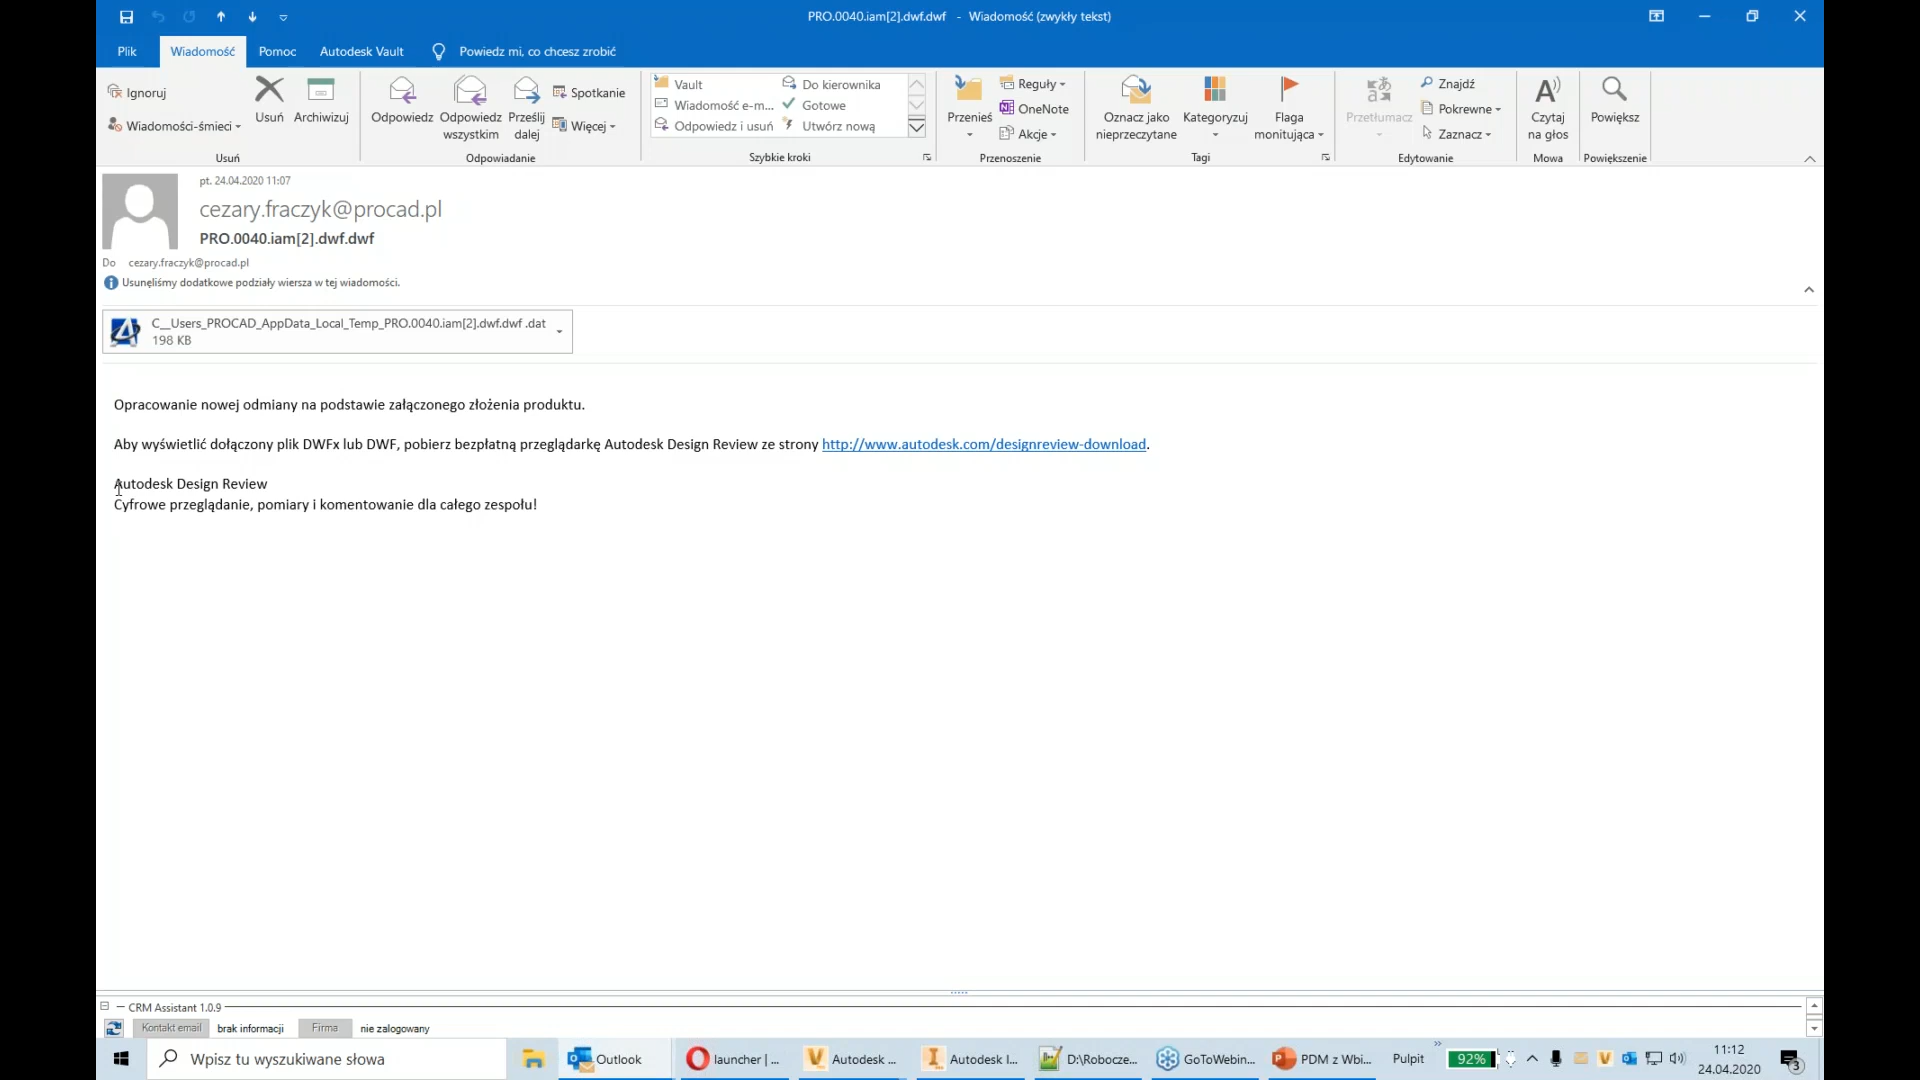 PRO.0040.iam[2].dwf.dwf - Wiadomość (zwykły tekst)
Plik Wiadomość Pomoc Autodesk Vault Powiedz mi, co chcesz zrobić
Ignoruj
Wiadomości-śmieci
Usuń
Archiwizuj
Usuń
Odpowiedz
Odpowiedz wszystkim
Prześlij dalej
Spotkanie
Więcej
Odpowiadanie
Vault
Wiadomość e-m...
Odpowiedz i usuń
Do kierownika
Gotowe
Utwórz nową
Szybkie kroki
Przenieś
Reguły
OneNote
Akcje
Przenoszenie
Oznacz jako nieprzeczytane
Kategoryzuj
Flaga monitująca
Tagi
Przetłumacz
Znajdź
Pokrewne
Zaznacz
Edytowanie
Czytaj na głos
Mowa
Powiększ
Powiększenie
pt. 24.04.2020 11:07
cezary.fraczyk@procad.pl
PRO.0040.iam[2].dwf.dwf
Do cezary.fraczyk@procad.pl
Usunęliśmy dodatkowe podziały wiersza w tej wiadomości.
C__Users_PROCAD_AppData_Local_Temp_PRO.0040.iam[2].dwf.dwf .dat
198 KB
Opracowanie nowej odmiany na podstawie załączonego złożenia produktu.
Aby wyświetlić dołączony plik DWFx lub DWF, pobierz bezpłatną przeglądarkę Autodesk Design Review ze strony http://www.autodesk.com/designreview-download.
Autodesk Design Review
Cyfrowe przeglądanie, pomiary i komentowanie dla całego zespołu!
CRM Assistant 1.0.9
Kontakt email brak informacji Firma nie zalogowany
Wpisz tu wyszukiwane słowa Outlook launcher | ... Autodesk ... Autodesk I... D:\Robocze... GoToWebin... PDM z Wbi... Pulpit 92% 11:12
24.04.2020 3